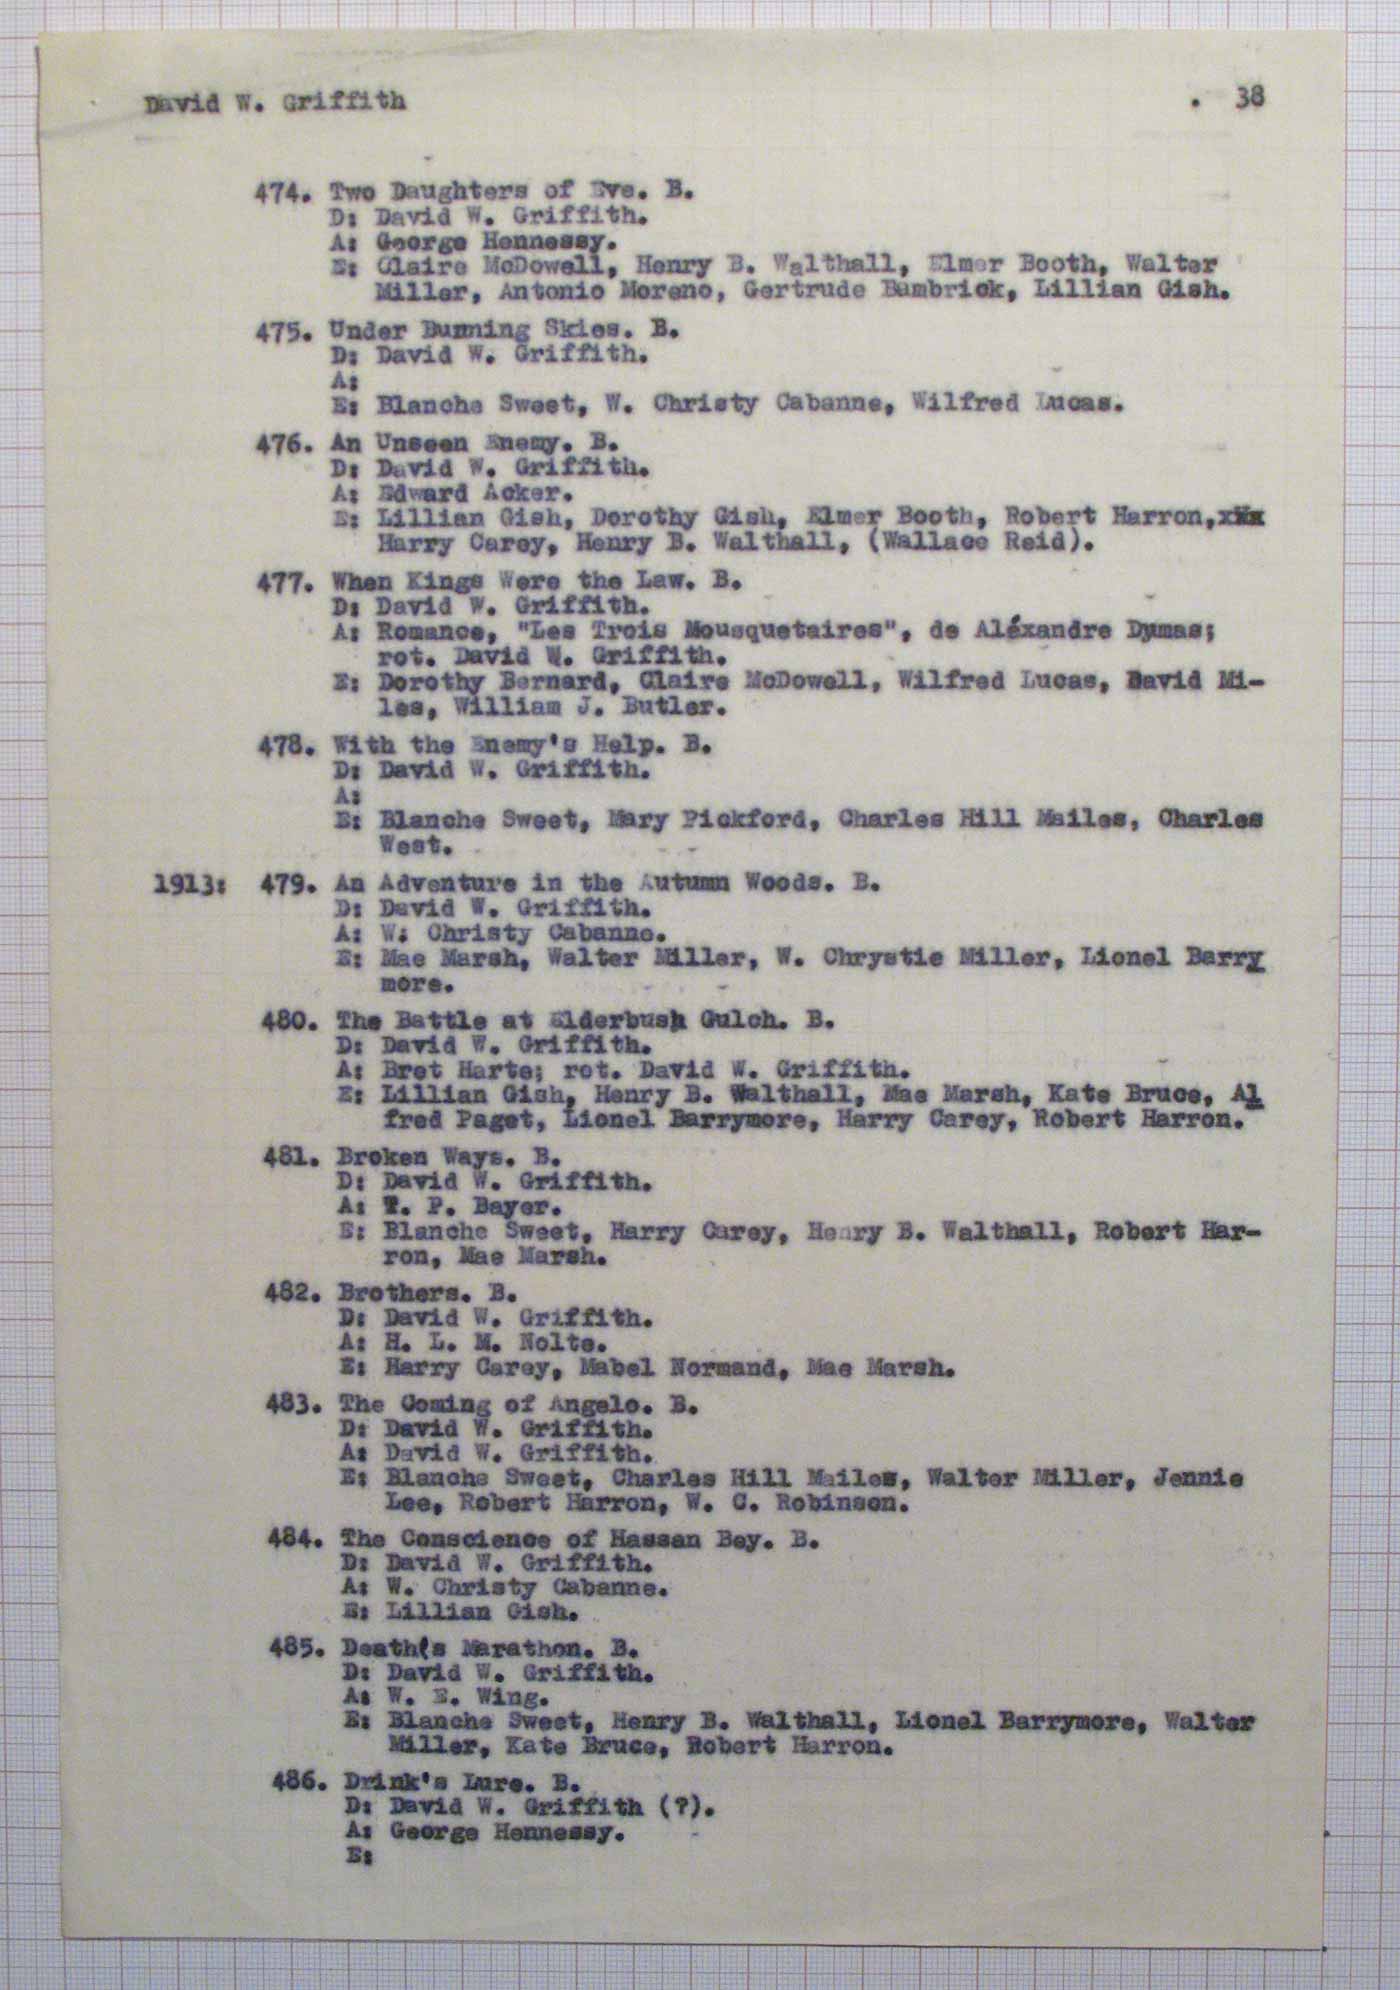 David W. Griffith . 38
474. Two Daughters of Eve. B.
D: David W. Griffith.
A: George Hennessy.
E: Claire McDowell, Henry B. Walthall, Elmer Booth, Walter
Miller, Antonio Moreno, Gertrude Bambrick, Lillian Gish.
475. Under Burning Skies. B.
D: David W. Griffith.
A:
E: Blanche Sweet, W. Christy Cabanne, Wilfred Lucas.
476. An Unseen Enemy. B.
D: David W. Griffith.
A: Edward Acker.
E: Lillian Gish, Dorothy Gish, Elmer Booth, Robert Harron,
Harry Carey, Henry B. Walthall, (Wallace Reid).
477. When Kings Were the Law. B.
D: David W. Griffith.
A: Romance, "Les Trois Mousquetaires", de Aléxandre Dumas;
rot. David W. Griffith.
E: Dorothy Bernard, Claire McDowell, Wilfred Lucas, David Mi-
les, William J. Butler.
478. With the Enemy's Help. B.
D: David W. Griffith.
A:
E: Blanche Sweet, Mary Pickford, Charles Hill Mailes, Charles
West.
1913: 479. An Adventure in the Autumn Woods. B.
D: David W. Griffith.
A: W. Christy Cabanne.
E: Mae Marsh, Walter Miller, W. Chrystie Miller, Lionel Barry
more.
480. The Battle at Elderbush Gulch. B.
D: David W. Griffith.
A: Bret Harte; rot. David W. Griffith.
E: Lillian Gish, Henry B. Walthall, Mae Marsh, Kate Bruce, Al
fred Paget, Lionel Barrymore, Harry Carey, Robert Harron.
481. Broken Ways. B.
D: David W. Griffith.
A: T. P. Bayer.
E: Blanche Sweet, Harry Carey, Henry B. Walthall, Robert Har-
ron, Mae Marsh.
482. Brothers. B.
D: David W. Griffith.
A: H. L. M. Nolte.
E: Harry Carey, Mabel Normand, Mae Marsh.
483. The Coming of Angelo. B.
D: David W. Griffith.
A: David W. Griffith.
E: Blanche Sweet, Charles Hill Mailes, Walter Miller, Jennie
Lee, Robert Harron, W. C. Robinson.
484. The Conscience of Hassan Bey. B.
D: David W. Griffith.
A: W. Christy Cabanne.
E: Lillian Gish.
485. Death's Marathon. B.
D: David W. Griffith.
A: W. E. Wing.
E: Blanche Sweet, Henry B. Walthall, Lionel Barrymore, Walter
Miller, Kate Bruce, Robert Harron.
486. Drink's Lure. B.
D: David W. Griffith (?).
A: George Hennessy.
E: